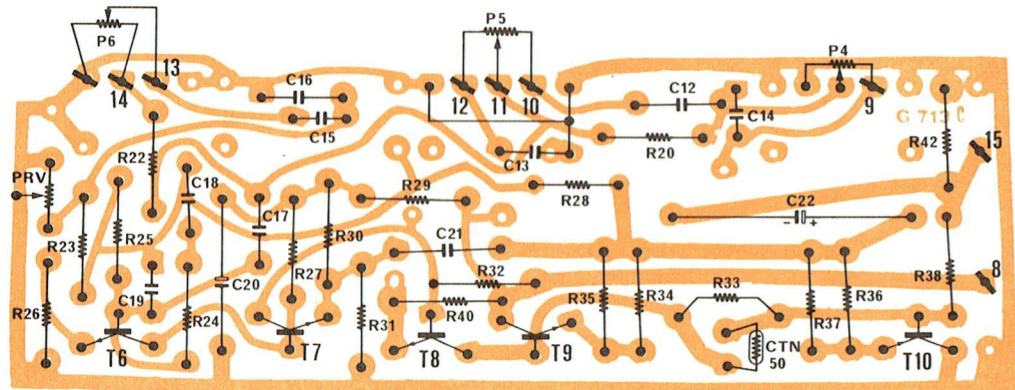 P6
P5
P4
13
14
C16
C15
12
11
10
C12
C14
9
G 713 C
R42
15
R22
C13
R20
PRV
C18
R29
R28
R23
R25
C17
R30
C21
C22
- +
R27
R32
R33
R38
8
R26
C19
R24
C20
R31
R40
R35
R34
R37
R36
T6
T7
T8
T9
CTN
50
T10